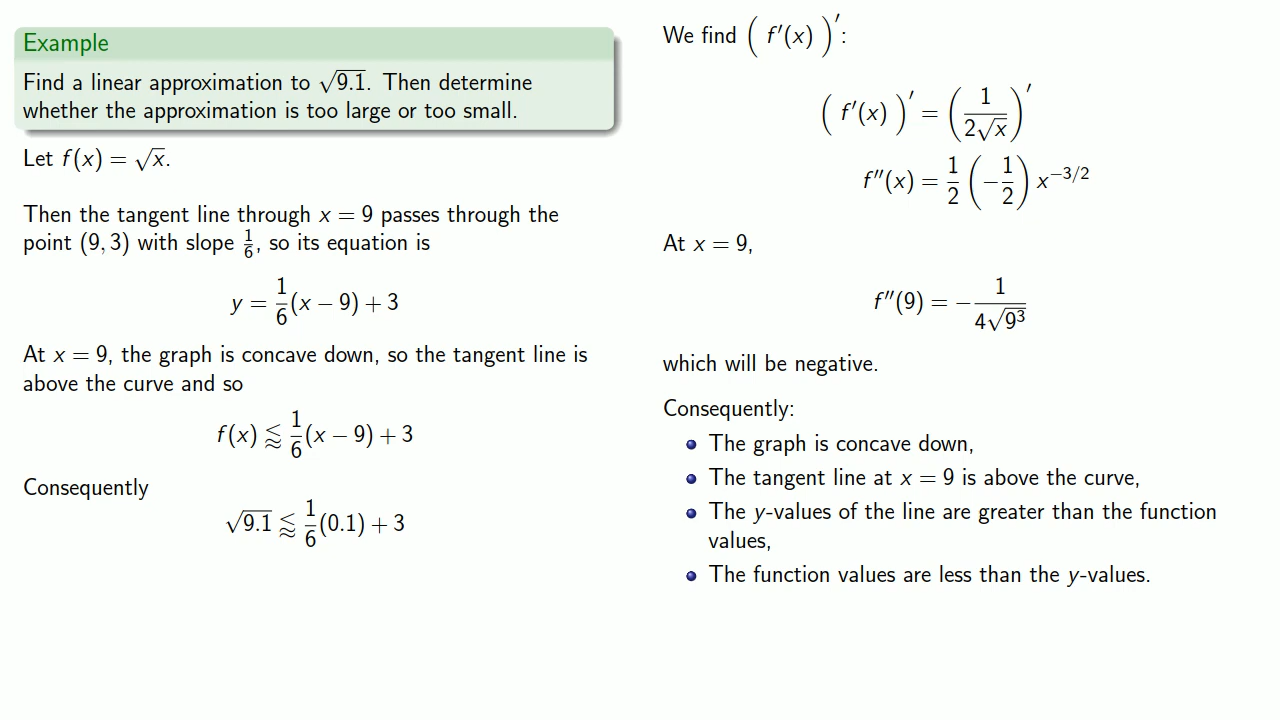 Example
Find a linear approximation to √9.1. Then determine
whether the approximation is too large or too small.
Let f(x) = √x.
Then the tangent line through x = 9 passes through the
point (9, 3) with slope 1/6, so its equation is
y = 1/6(x − 9) + 3
At x = 9, the graph is concave down, so the tangent line is
above the curve and so
f(x) ⪅ 1/6(x − 9) + 3
Consequently
√9.1 ⪅ 1/6(0.1) + 3
We find ( f′(x) )′:
( f′(x) )′ = (1/(2√x))′
f″(x) = 1/2 (−1/2) x^{−3/2}
At x = 9,
f″(9) = −1/(4√9³)
which will be negative.
Consequently:
• The graph is concave down,
• The tangent line at x = 9 is above the curve,
• The y-values of the line are greater than the function
values,
• The function values are less than the y-values.